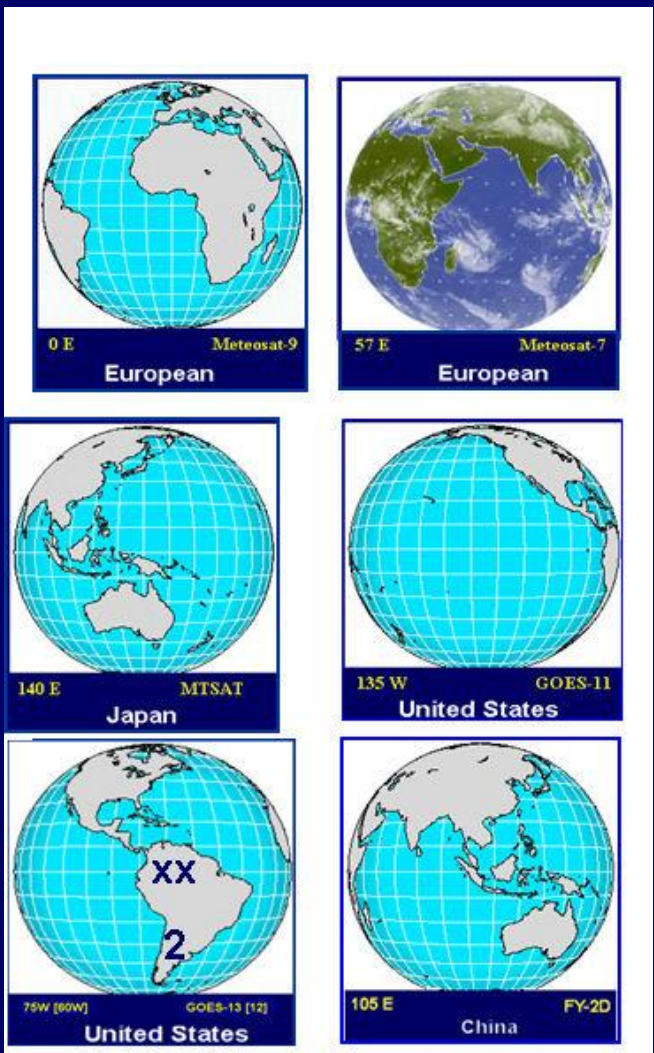 0 E Meteosat-9
European
57 E Meteosat-7
European
140 E MTSAT
Japan
135 W GOES-11
United States
XX
2
75W [60W] GOES-13 [12]
United States
105 E FY-2D
China